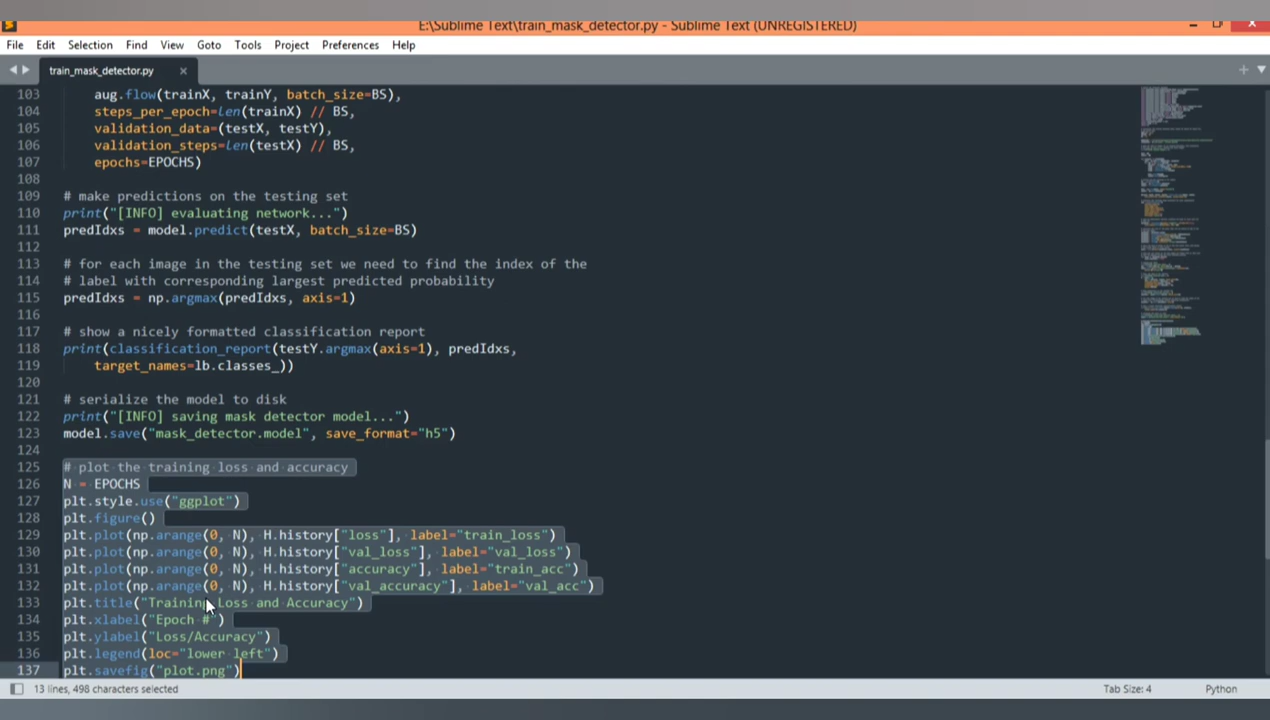 E:\Sublime Text\train_mask_detector.py - Sublime Text (UNREGISTERED)
File Edit Selection Find View Goto Tools Project Preferences Help
train_mask_detector.py
103 aug.flow(trainX, trainY, batch_size=BS),
104 steps_per_epoch=len(trainX) // BS,
105 validation_data=(testX, testY),
106 validation_steps=len(testX) // BS,
107 epochs=EPOCHS)
108
109 # make predictions on the testing set
110 print("[INFO] evaluating network...")
111 predIdxs = model.predict(testX, batch_size=BS)
112
113 # for each image in the testing set we need to find the index of the
114 # label with corresponding largest predicted probability
115 predIdxs = np.argmax(predIdxs, axis=1)
116
117 # show a nicely formatted classification report
118 print(classification_report(testY.argmax(axis=1), predIdxs,
119 target_names=lb.classes_))
120
121 # serialize the model to disk
122 print("[INFO] saving mask detector model...")
123 model.save("mask_detector.model", save_format="h5")
124
125 # plot the training loss and accuracy
126 N = EPOCHS
127 plt.style.use("ggplot")
128 plt.figure()
129 plt.plot(np.arange(0, N), H.history["loss"], label="train_loss")
130 plt.plot(np.arange(0, N), H.history["val_loss"], label="val_loss")
131 plt.plot(np.arange(0, N), H.history["accuracy"], label="train_acc")
132 plt.plot(np.arange(0, N), H.history["val_accuracy"], label="val_acc")
133 plt.title("Training Loss and Accuracy")
134 plt.xlabel("Epoch #")
135 plt.ylabel("Loss/Accuracy")
136 plt.legend(loc="lower left")
137 plt.savefig("plot.png")
13 lines, 498 characters selected Tab Size: 4 Python